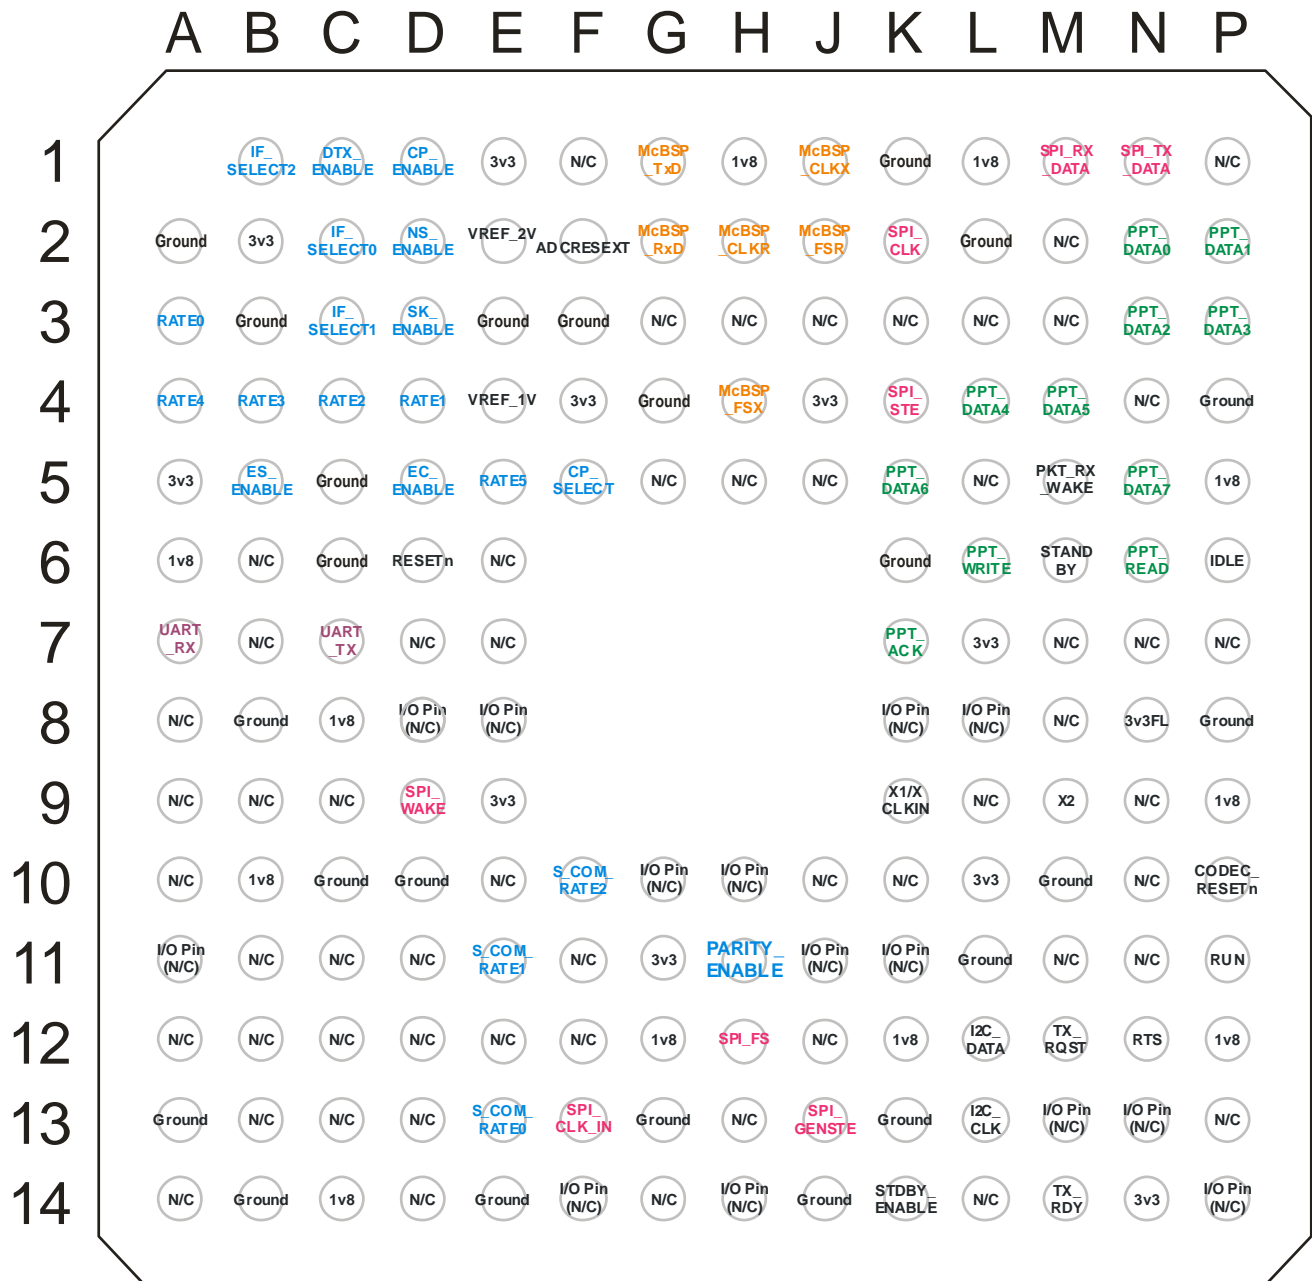 A B C D E F G H J K L M N P
1 IF_ SELECT2 DTX_ ENABLE CP_ ENABLE 3v3 N/C McBSP _TxD 1v8 McBSP _CLKX Ground 1v8 SPI_RX _DATA SPI_TX _DATA N/C
2 Ground 3v3 IF_ SELECT0 NS_ ENABLE VREF_2V ADCRESEXT McBSP _RxD McBSP _CLKR McBSP _FSR SPI_ CLK Ground N/C PPT_ DATA0 PPT_ DATA1
3 RATE0 Ground IF_ SELECT1 SK_ ENABLE Ground Ground N/C N/C N/C N/C N/C N/C PPT_ DATA2 PPT_ DATA3
4 RATE4 RATE3 RATE2 RATE1 VREF_1V 3v3 Ground McBSP _FSX 3v3 SPI_ STE PPT_ DATA4 PPT_ DATA5 N/C Ground
5 3v3 ES_ ENABLE Ground EC_ ENABLE RATE5 CP_ SELECT N/C N/C N/C PPT_ DATA6 N/C PKT_RX _WAKE PPT_ DATA7 1v8
6 1v8 N/C Ground RESETn N/C Ground PPT_ WRITE STAND BY PPT_ READ IDLE
7 UART _RX N/C UART _TX N/C N/C PPT_ ACK 3v3 N/C N/C N/C
8 N/C Ground 1v8 I/O Pin (N/C) I/O Pin (N/C) I/O Pin (N/C) I/O Pin (N/C) N/C 3v3FL Ground
9 N/C N/C N/C SPI_ WAKE 3v3 X1/X CLKIN N/C X2 N/C 1v8
10 N/C 1v8 Ground Ground N/C S_COM_ RATE2 I/O Pin (N/C) I/O Pin (N/C) N/C N/C 3v3 Ground N/C CODEC_ RESETn
11 I/O Pin (N/C) N/C N/C N/C S_COM_ RATE1 N/C 3v3 PARITY_ ENABLE I/O Pin (N/C) I/O Pin (N/C) Ground N/C N/C RUN
12 N/C N/C N/C N/C N/C N/C 1v8 SPI_FS N/C 1v8 I2C_ DATA TX_ RQST RTS 1v8
13 Ground N/C N/C N/C S_COM_ RATE0 SPI_ CLK_IN Ground N/C SPI_ GENSTE Ground I2C_ CLK I/O Pin (N/C) I/O Pin (N/C) N/C
14 N/C Ground 1v8 N/C Ground I/O Pin (N/C) N/C I/O Pin (N/C) Ground STDBY_ ENABLE N/C TX_ RDY 3v3 I/O Pin (N/C)